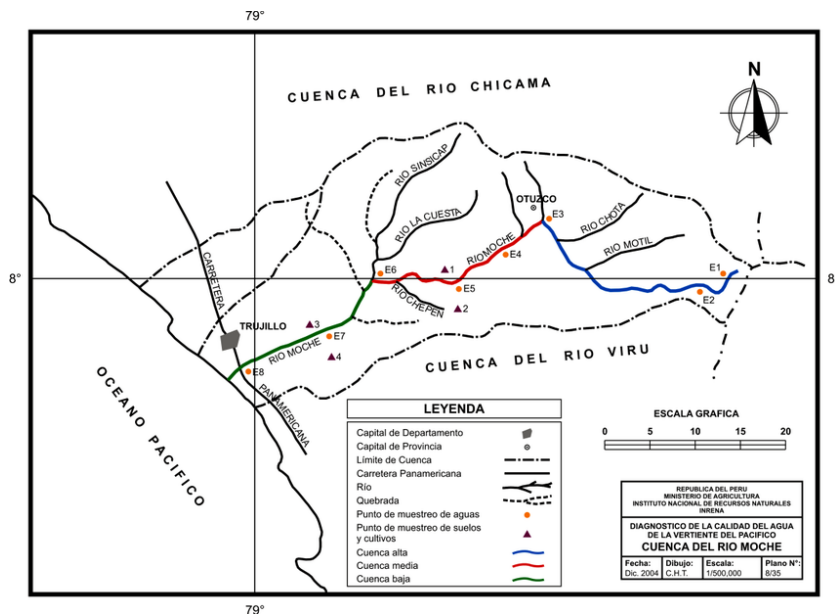 79°
CUENCA DEL RIO CHICAMA
N
RIO SINSICAP
OTUZCO
RIO LA CUESTA
E3
RIO CHOTA
RIO MOCHE
E4
RIO MOTIL
8°
8
E6
1
E1
CARRETERA
E5
E2
RIO CHEPEN
2
TRUJILLO
3
E7
RIO MOCHE
4
CUENCA DEL RIO VIRU
E8
PANAMERICANA
OCEANO PACIFICO
LEYENDA
Capital de Departamento
Capital de Provincia
Límite de Cuenca
Carretera Panamericana
Río
Quebrada
Punto de muestreo de aguas
Punto de muestreo de suelos
y cultivos
Cuenca alta
Cuenca media
Cuenca baja
ESCALA GRAFICA
0 5 10 15 20
REPUBLICA DEL PERU
MINISTERIO DE AGRICULTURA
INSTITUTO NACIONAL DE RECURSOS NATURALES
INRENA
DIAGNOSTICO DE LA CALIDAD DEL AGUA
DE LA VERTIENTE DEL PACIFICO
CUENCA DEL RIO MOCHE
Fecha: Dibujo: Escala: Plano N°:
Dic. 2004 C.H.T. 1/500,000 8/35
79°